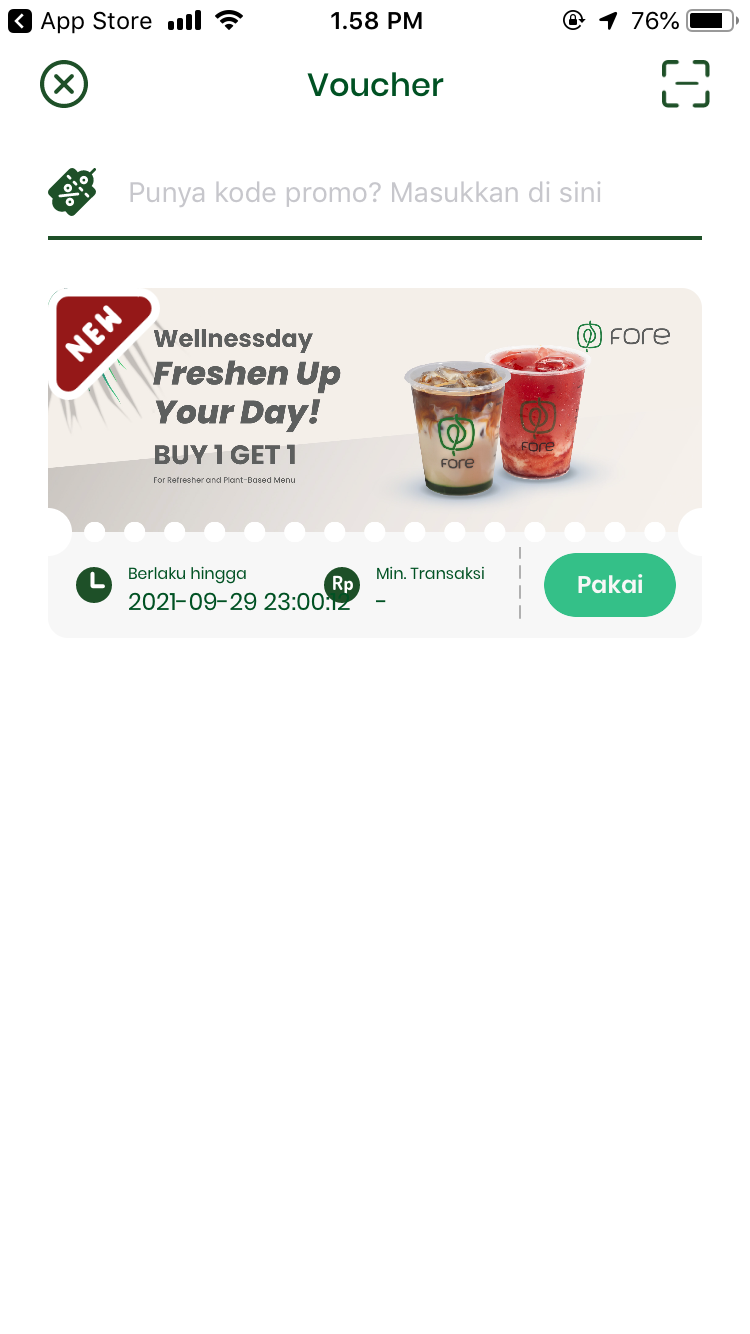 App Store
1.58 PM
76%
Voucher
Punya kode promo? Masukkan di sini
NEW
Wellnessday
Freshen Up
Your Day!
BUY 1 GET 1
For Refresher and Plant-Based Menu
FORE
FORE
FORE
Berlaku hingga
2021-09-29 23:00:12
Rp
Min. Transaksi
-
Pakai